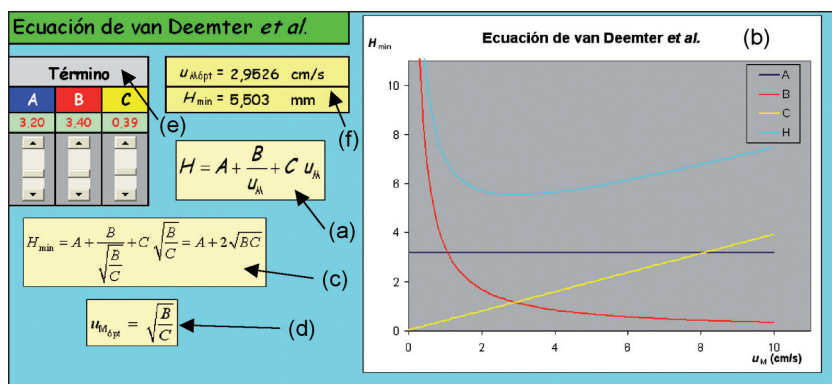 Ecuación de van Deemter et al.
Término
A B C
3,20 3,40 0,39
(e)
u_Mópt = 2,9526 cm/s
H_min = 5,503 mm
(f)
H = A + B/u_M + C u_M
(a)
H_min = A + B/√(B/C) + C √(B/C) = A + 2√(BC)
(c)
u_Mópt = √(B/C)
(d)
H_min
Ecuación de van Deemter et al.
(b)
A
B
C
H
10
8
6
4
2
0
0 2 4 6 8 10
u_M (cm/s)